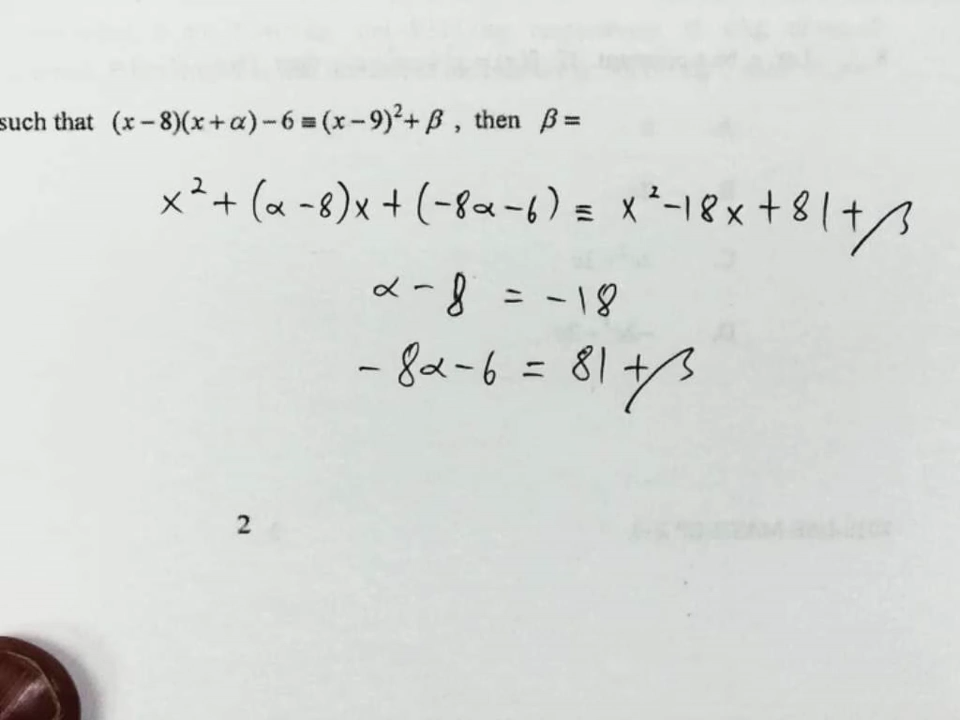 such that (x – 8)(x + α) – 6 ≡ (x – 9)² + β , then β =
x² + (α - 8)x + (-8α - 6) ≡ x² - 18x + 81 + β
α - 8 = -18
- 8α - 6 = 81 + β
2